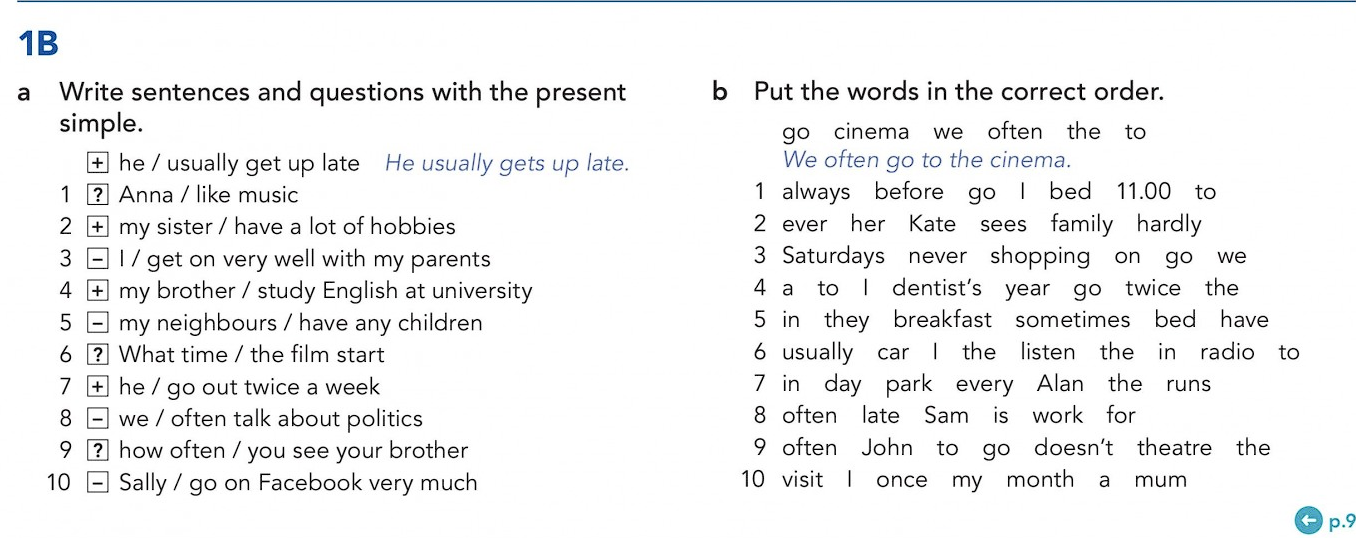 1B
a Write sentences and questions with the present
simple.
+ he / usually get up late He usually gets up late.
1 ? Anna / like music
2 + my sister / have a lot of hobbies
3 – I / get on very well with my parents
4 + my brother / study English at university
5 – my neighbours / have any children
6 ? What time / the film start
7 + he / go out twice a week
8 – we / often talk about politics
9 ? how often / you see your brother
10 – Sally / go on Facebook very much
b Put the words in the correct order.
go cinema we often the to
We often go to the cinema.
1 always before go I bed 11.00 to
2 ever her Kate sees family hardly
3 Saturdays never shopping on go we
4 a to I dentist's year go twice the
5 in they breakfast sometimes bed have
6 usually car I the listen the in radio to
7 in day park every Alan the runs
8 often late Sam is work for
9 often John to go doesn't theatre the
10 visit I once my month a mum
← p.9